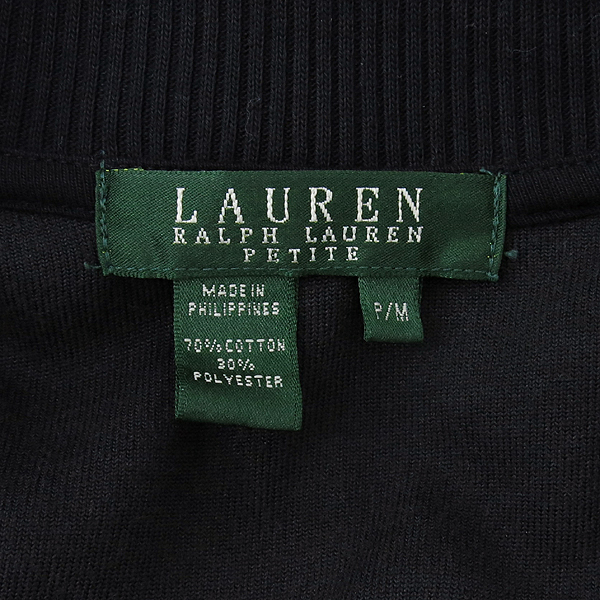 LAUREN
RALPH LAUREN
PETITE
MADE IN
PHILIPPINES
70% COTTON
30%
POLYESTER
P/M